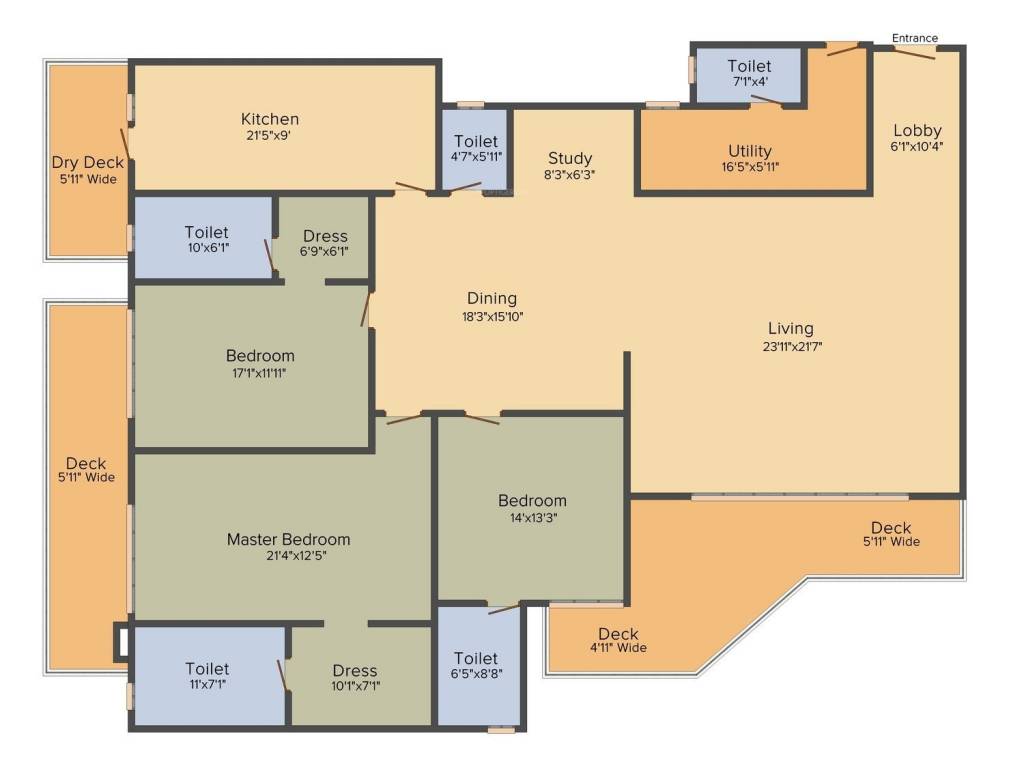 Entrance
Toilet
7'1"x4'
Kitchen
21'5"x9'
Lobby
6'1"x10'4"
Toilet
4'7"x5'11"
Utility
16'5"x5'11"
Study
8'3"x6'3"
Dry Deck
5'11" Wide
Toilet
10'x6'1"
Dress
6'9"x6'1"
Dining
18'3"x15'10"
Living
23'11"x21'7"
Bedroom
17'1"x11'11"
Deck
5'11" Wide
Bedroom
14'x13'3"
Deck
5'11" Wide
Master Bedroom
21'4"x12'5"
Deck
4'11" Wide
Toilet
6'5"x8'8"
Toilet
11'x7'1"
Dress
10'1"x7'1"